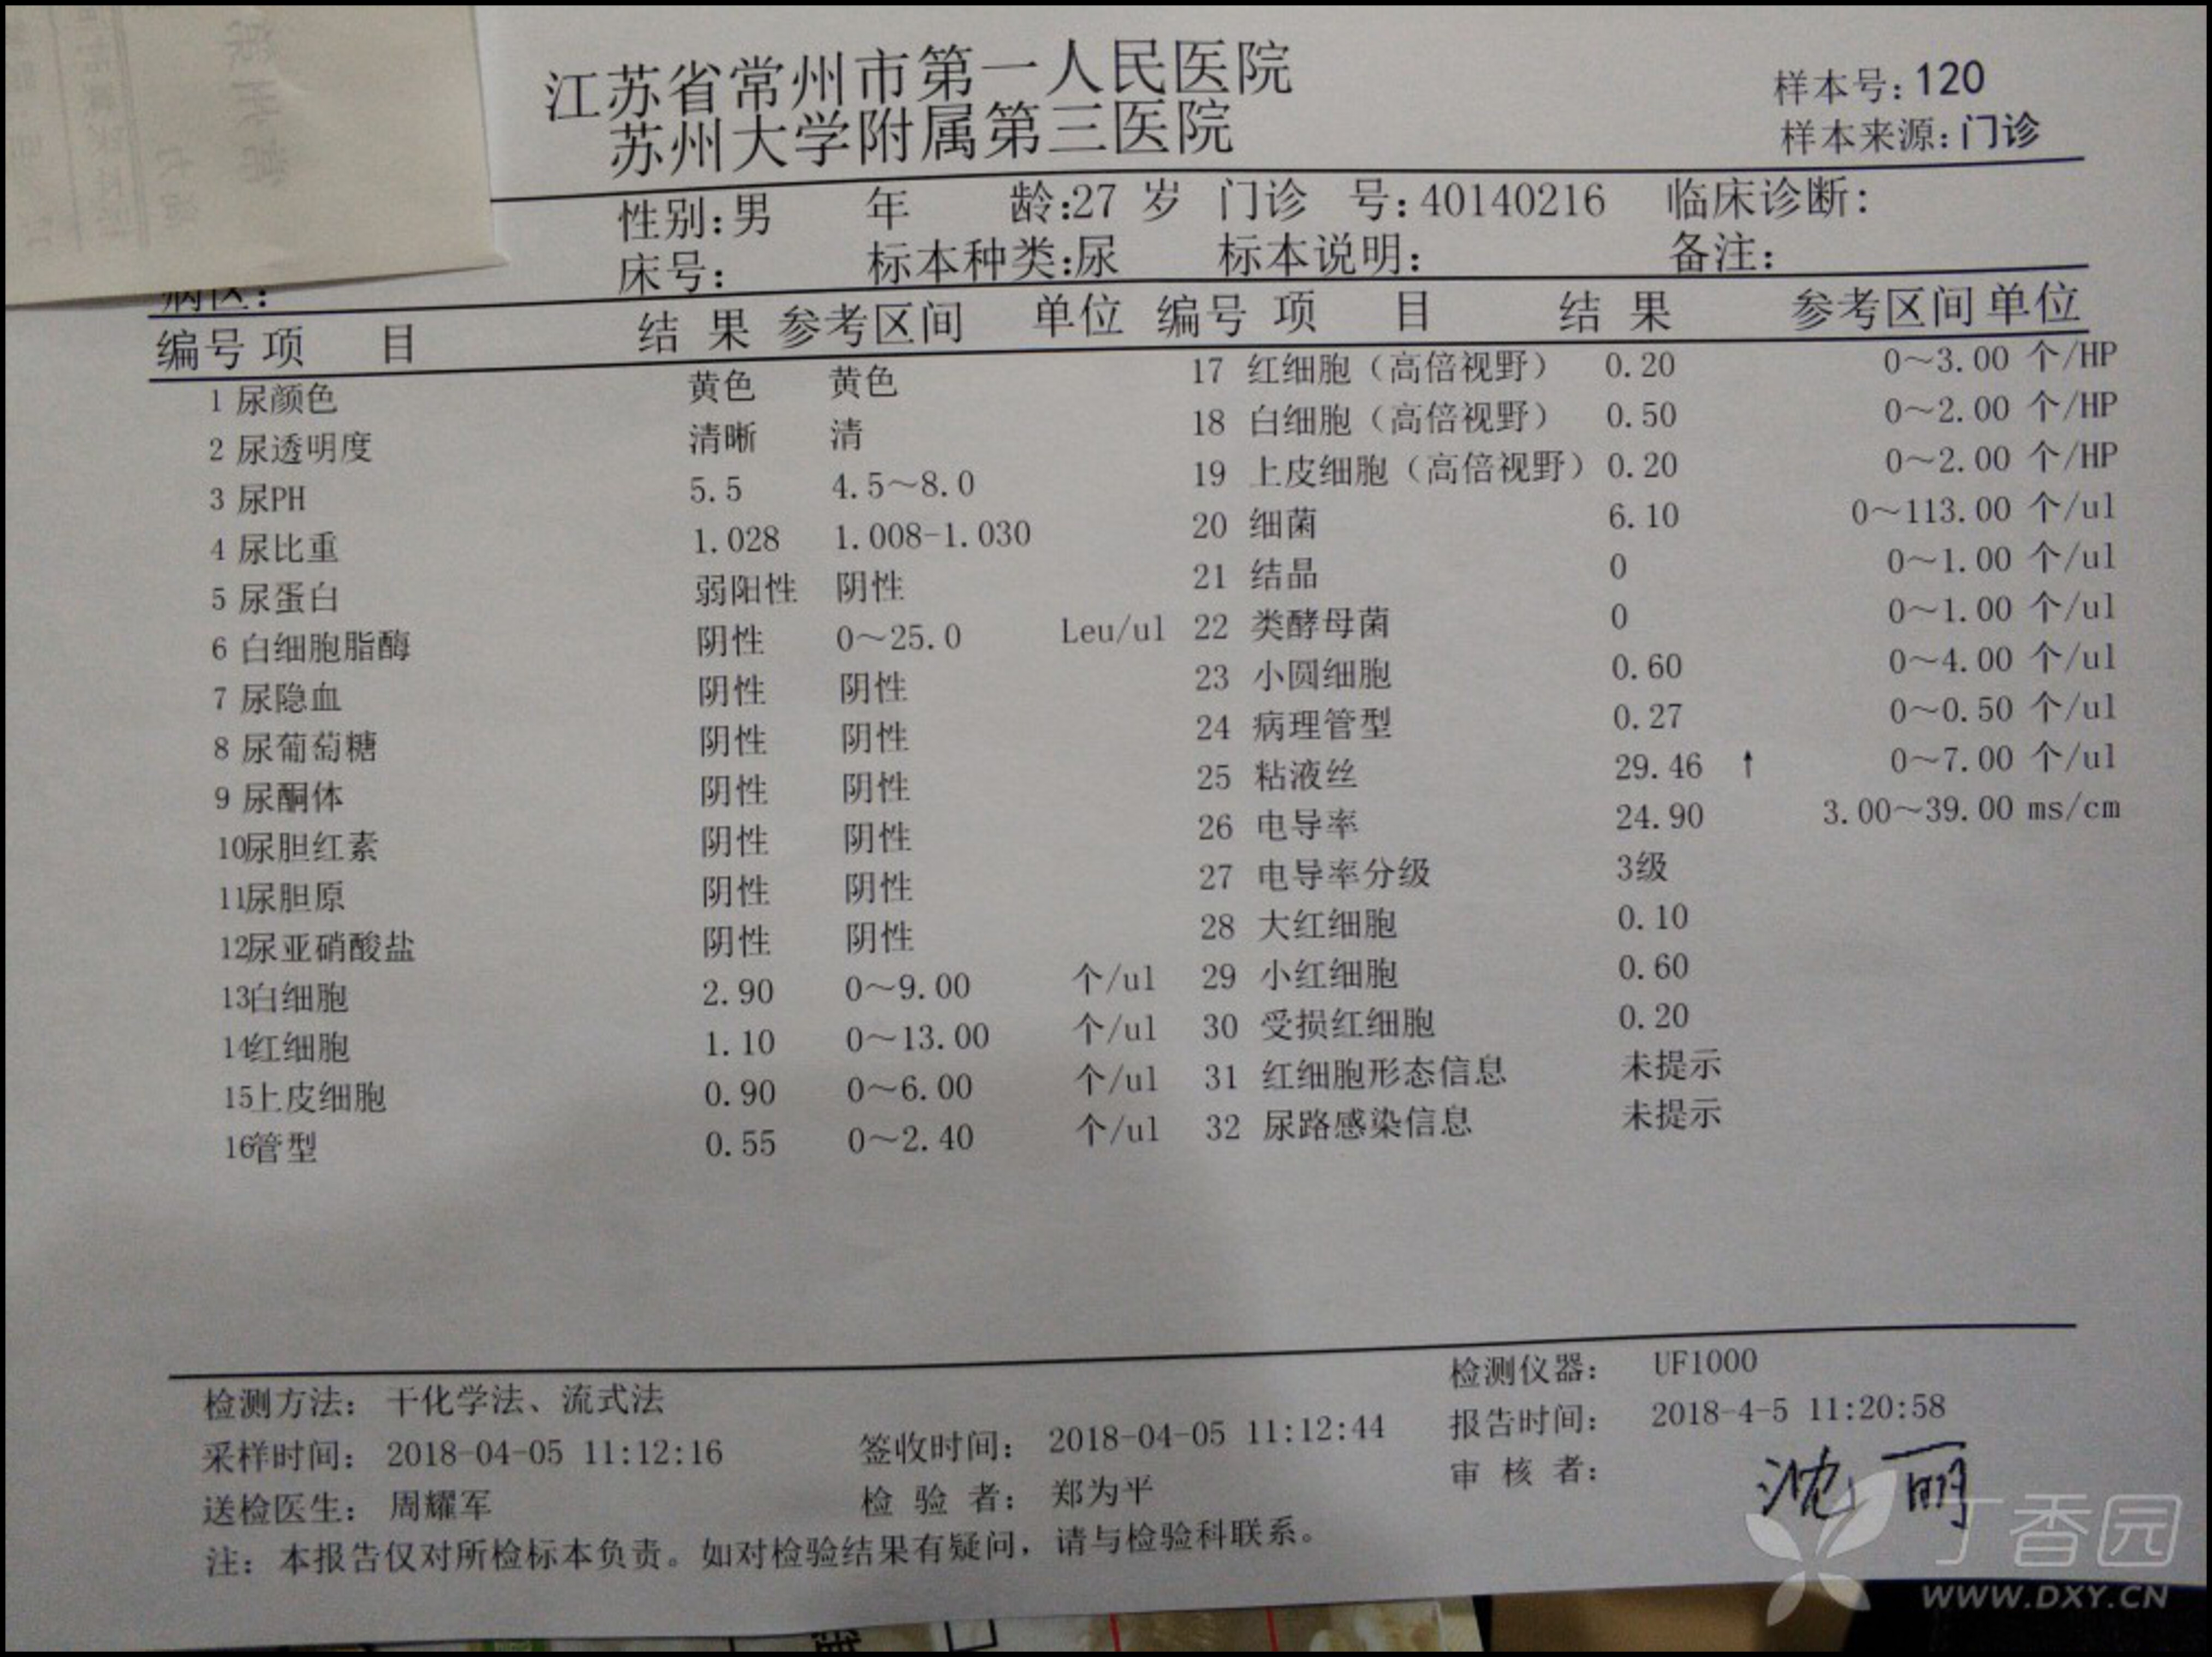 江苏省常州市第一人民医院
苏州大学附属第三医院
样本号:120
样本来源:门诊
性别:男 年 龄:27 岁 门诊 号:40140216 临床诊断:
床号: 标本种类:尿 标本说明: 备注:
病区:
编号 项 目 结 果 参考区间 单位 编号 项 目 结 果 参考区间 单位
1 尿颜色 黄色 黄色 17 红细胞（高倍视野） 0.20 0～3.00 个/HP
2 尿透明度 清晰 清 18 白细胞（高倍视野） 0.50 0～2.00 个/HP
3 尿PH 5.5 4.5～8.0 19 上皮细胞（高倍视野） 0.20 0～2.00 个/HP
4 尿比重 1.028 1.008-1.030 20 细菌 6.10 0～113.00 个/ul
5 尿蛋白 弱阳性 阴性 21 结晶 0 0～1.00 个/ul
6 白细胞脂酶 阴性 0～25.0 Leu/ul 22 类酵母菌 0 0～1.00 个/ul
7 尿隐血 阴性 阴性 23 小圆细胞 0.60 0～4.00 个/ul
8 尿葡萄糖 阴性 阴性 24 病理管型 0.27 0～0.50 个/ul
9 尿酮体 阴性 阴性 25 粘液丝 29.46 ↑ 0～7.00 个/ul
10尿胆红素 阴性 阴性 26 电导率 24.90 3.00～39.00 ms/cm
11尿胆原 阴性 阴性 27 电导率分级 3级
12尿亚硝酸盐 阴性 阴性 28 大红细胞 0.10
13白细胞 2.90 0～9.00 个/ul 29 小红细胞 0.60
14红细胞 1.10 0～13.00 个/ul 30 受损红细胞 0.20
15上皮细胞 0.90 0～6.00 个/ul 31 红细胞形态信息 未提示
16管型 0.55 0～2.40 个/ul 32 尿路感染信息 未提示
检测方法: 干化学法、流式法 检测仪器: UF1000
采样时间: 2018-04-05 11:12:16 签收时间: 2018-04-05 11:12:44 报告时间: 2018-4-5 11:20:58
送检医生: 周耀军 检 验 者: 郑为平 审 核 者: 沈丽
注: 本报告仅对所检标本负责。如对检验结果有疑问，请与检验科联系。
丁香园
WWW.DXY.CN